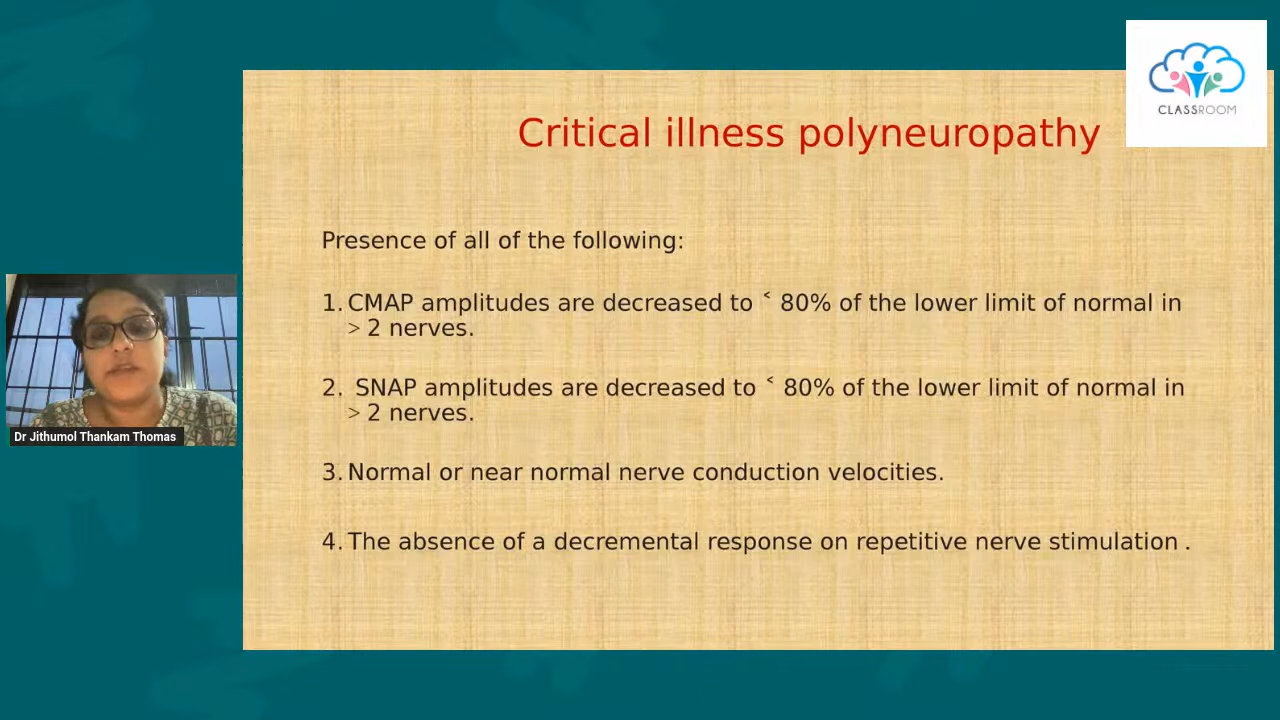 CLASSROOM
Critical illness polyneuropathy
Presence of all of the following:
1. CMAP amplitudes are decreased to ˂ 80% of the lower limit of normal in
> 2 nerves.
2. SNAP amplitudes are decreased to ˂ 80% of the lower limit of normal in
> 2 nerves.
3. Normal or near normal nerve conduction velocities.
4. The absence of a decremental response on repetitive nerve stimulation .
Dr Jithumol Thankam Thomas